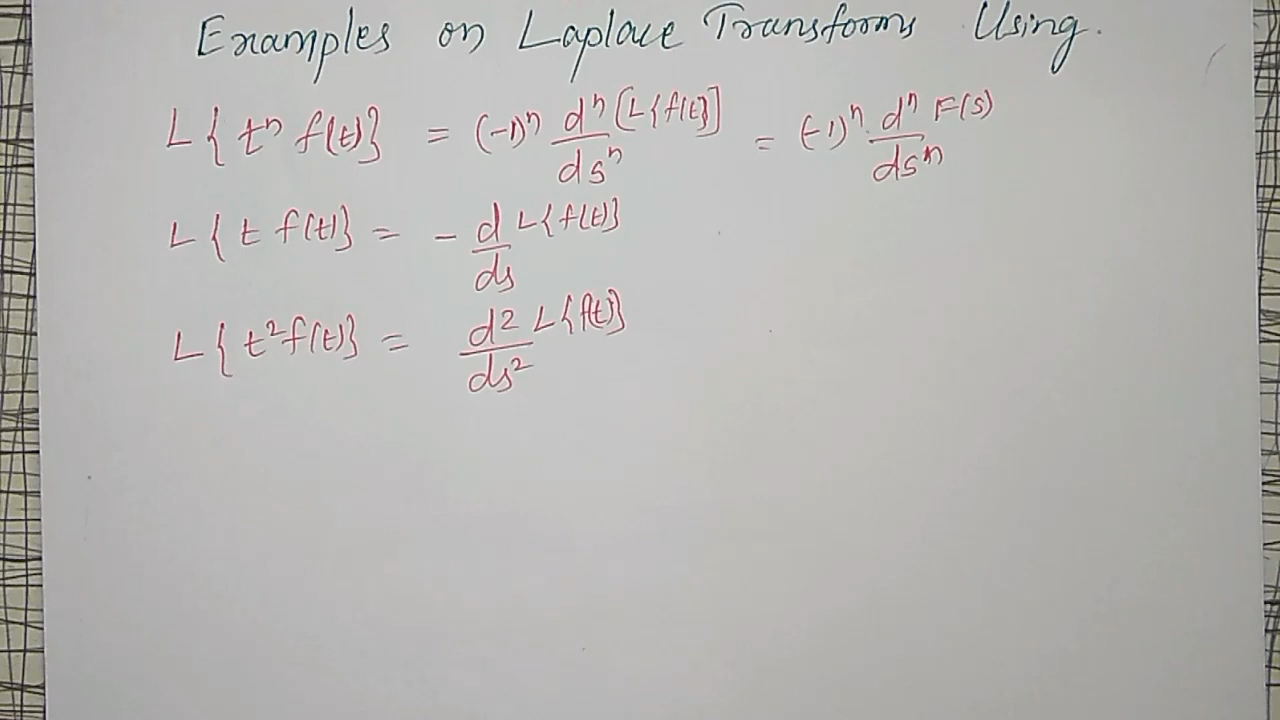 Examples on Laplace Transforms Using.
L{tⁿ f(t)} = (-1)ⁿ dⁿ/dsⁿ [L{f(t)}] = (-1)ⁿ dⁿ/dsⁿ F(s)
L{t f(t)} = - d/ds L{f(t)}
L{t² f(t)} = d²/ds² L{f(t)}